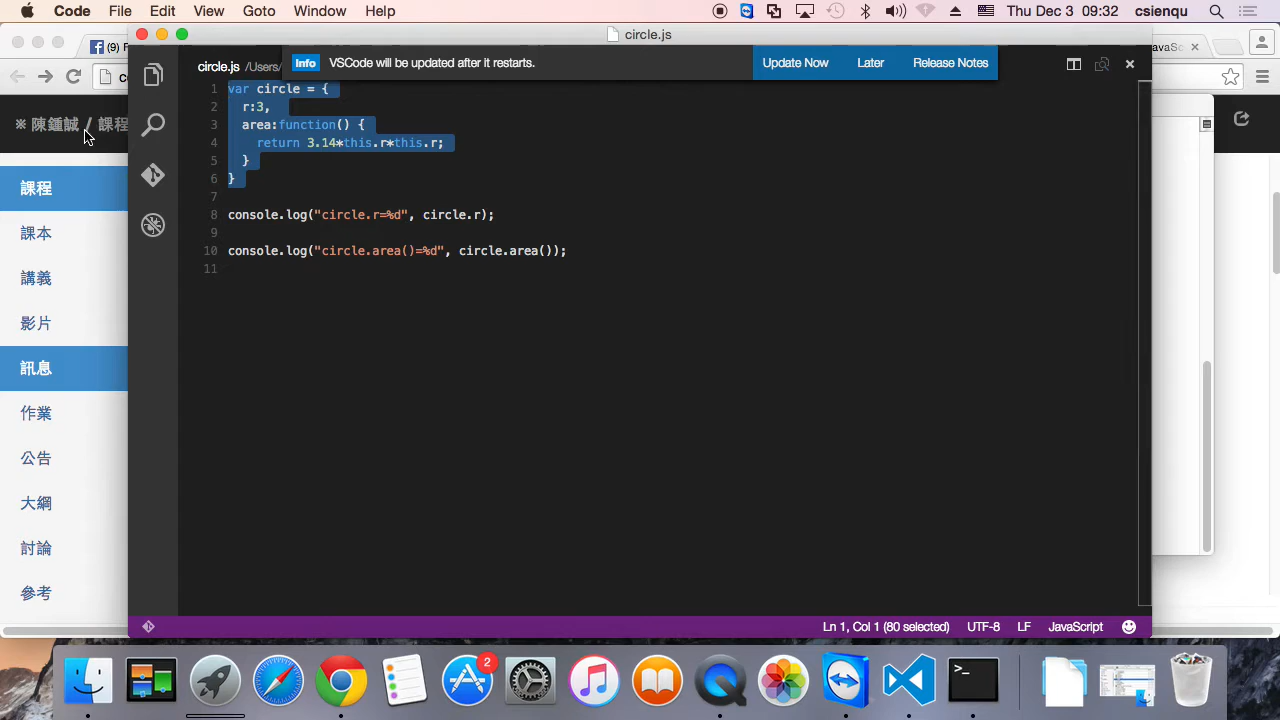 Code File Edit View Goto Window Help Thu Dec 3 09:32 csienqu
circle.js
(9) F
circle.js /Users/
Info VSCode will be updated after it restarts. Update Now Later Release Notes
※ 陳鍾誠 / 課程
課程
課本
講義
影片
訊息
作業
公告
大綱
討論
參考
1 var circle = {
2 r:3,
3 area:function() {
4 return 3.14*this.r*this.r;
5 }
6 }
7
8 console.log("circle.r=%d", circle.r);
9
10 console.log("circle.area()=%d", circle.area());
11
Ln 1, Col 1 (80 selected) UTF-8 LF JavaScript
2